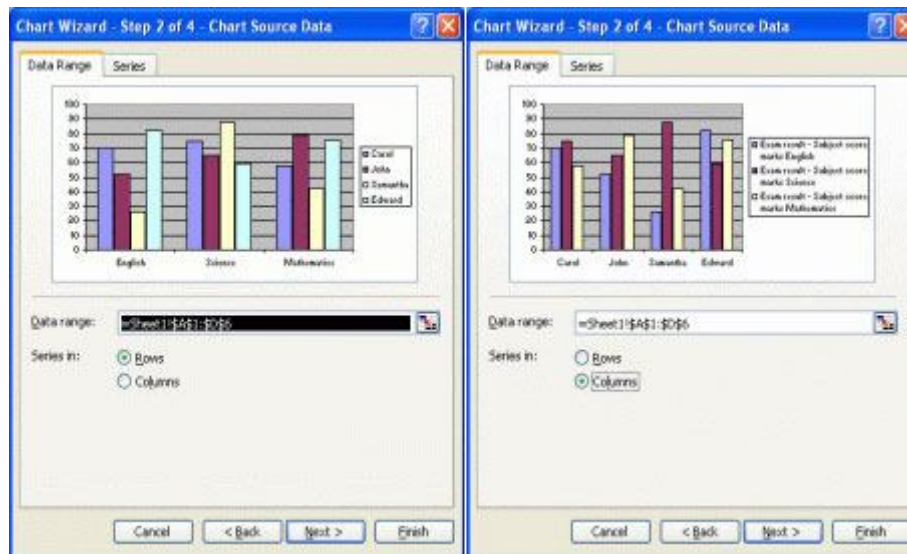 Chart Wizard - Step 2 of 4 - Chart Source Data
Data Range
Series
100
90
80
70
60
50
40
30
20
10
0
English
Science
Mathematics
Carol
John
Samantha
Edward
Data range:
=Sheet1!$A$1:$D$6
Series in:
Rows
Columns
Cancel
< Back
Next >
Finish
Chart Wizard - Step 2 of 4 - Chart Source Data
Data Range
Series
100
90
80
70
60
50
40
30
20
10
0
Carol
John
Samantha
Edward
Exam result - Subject score
marks English
Exam result - Subject score
marks Science
Exam result - Subject score
marks Mathematics
Data range:
=Sheet1!$A$1:$D$6
Series in:
Rows
Columns
Cancel
< Back
Next >
Finish